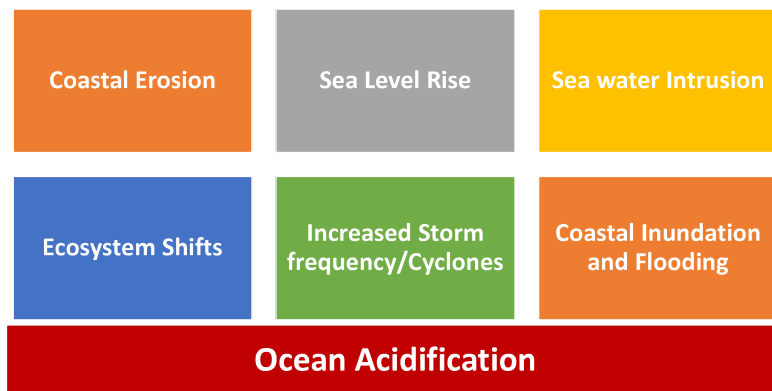 Coastal Erosion
Sea Level Rise
Sea water Intrusion
Ecosystem Shifts
Increased Storm
frequency/Cyclones
Coastal Inundation
and Flooding
Ocean Acidification